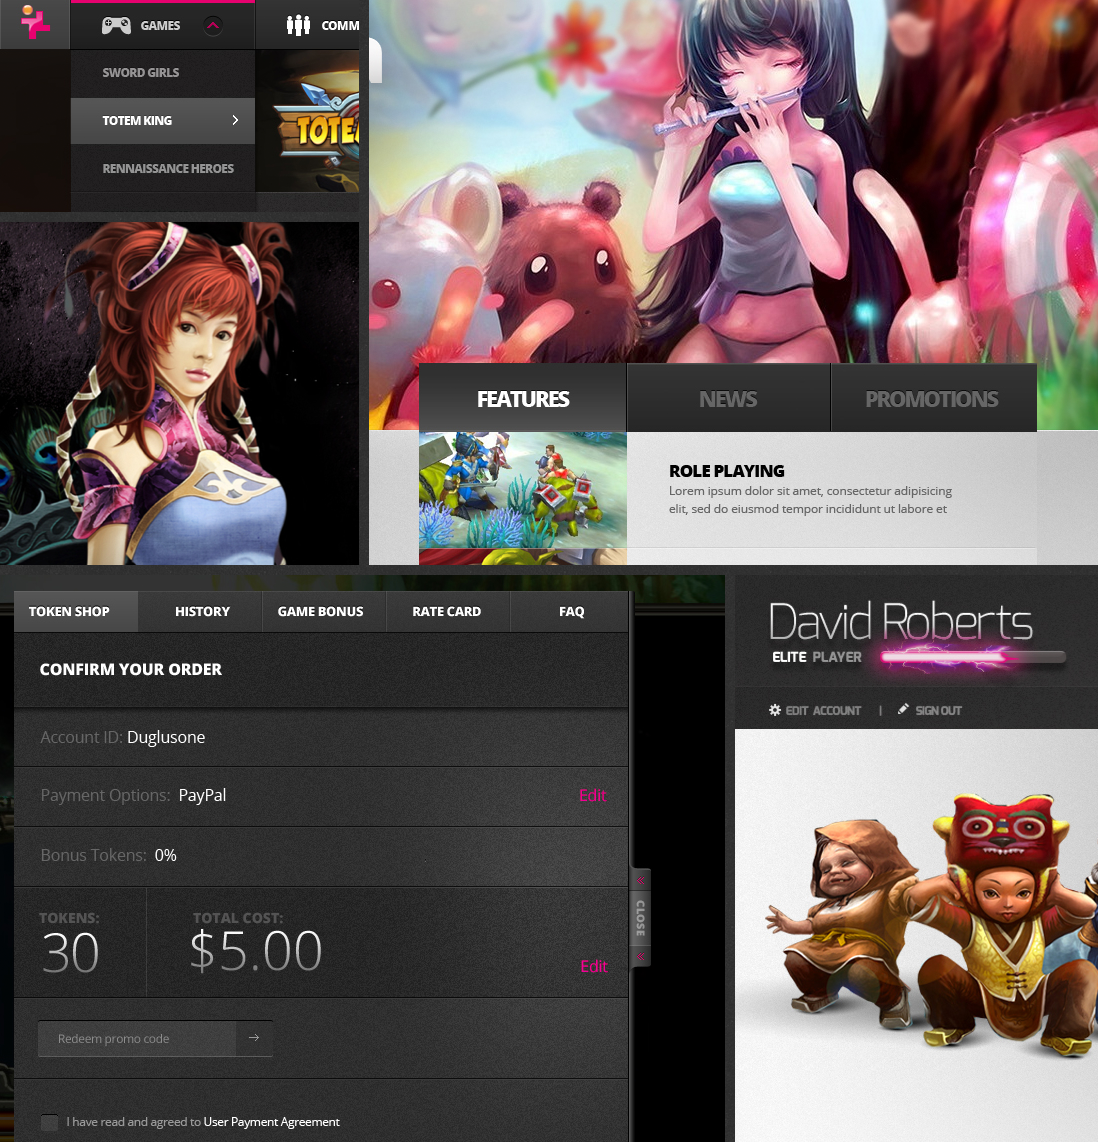 GAMES
COMM
SWORD GIRLS
TOTEM KING
RENNAISSANCE HEROES
TOTE
FEATURES
NEWS
PROMOTIONS
ROLE PLAYING
Lorem ipsum dolor sit amet, consectetur adipisicing
elit, sed do eiusmod tempor incididunt ut labore et
TOKEN SHOP
HISTORY
GAME BONUS
RATE CARD
FAQ
CONFIRM YOUR ORDER
Account ID: Duglusone
Payment Options: PayPal
Edit
Bonus Tokens: 0%
TOKENS:
30
TOTAL COST:
$5.00
Edit
CLOSE
Redeem promo code
I have read and agreed to User Payment Agreement
David Roberts
ELITE PLAYER
EDIT ACCOUNT | SIGN OUT